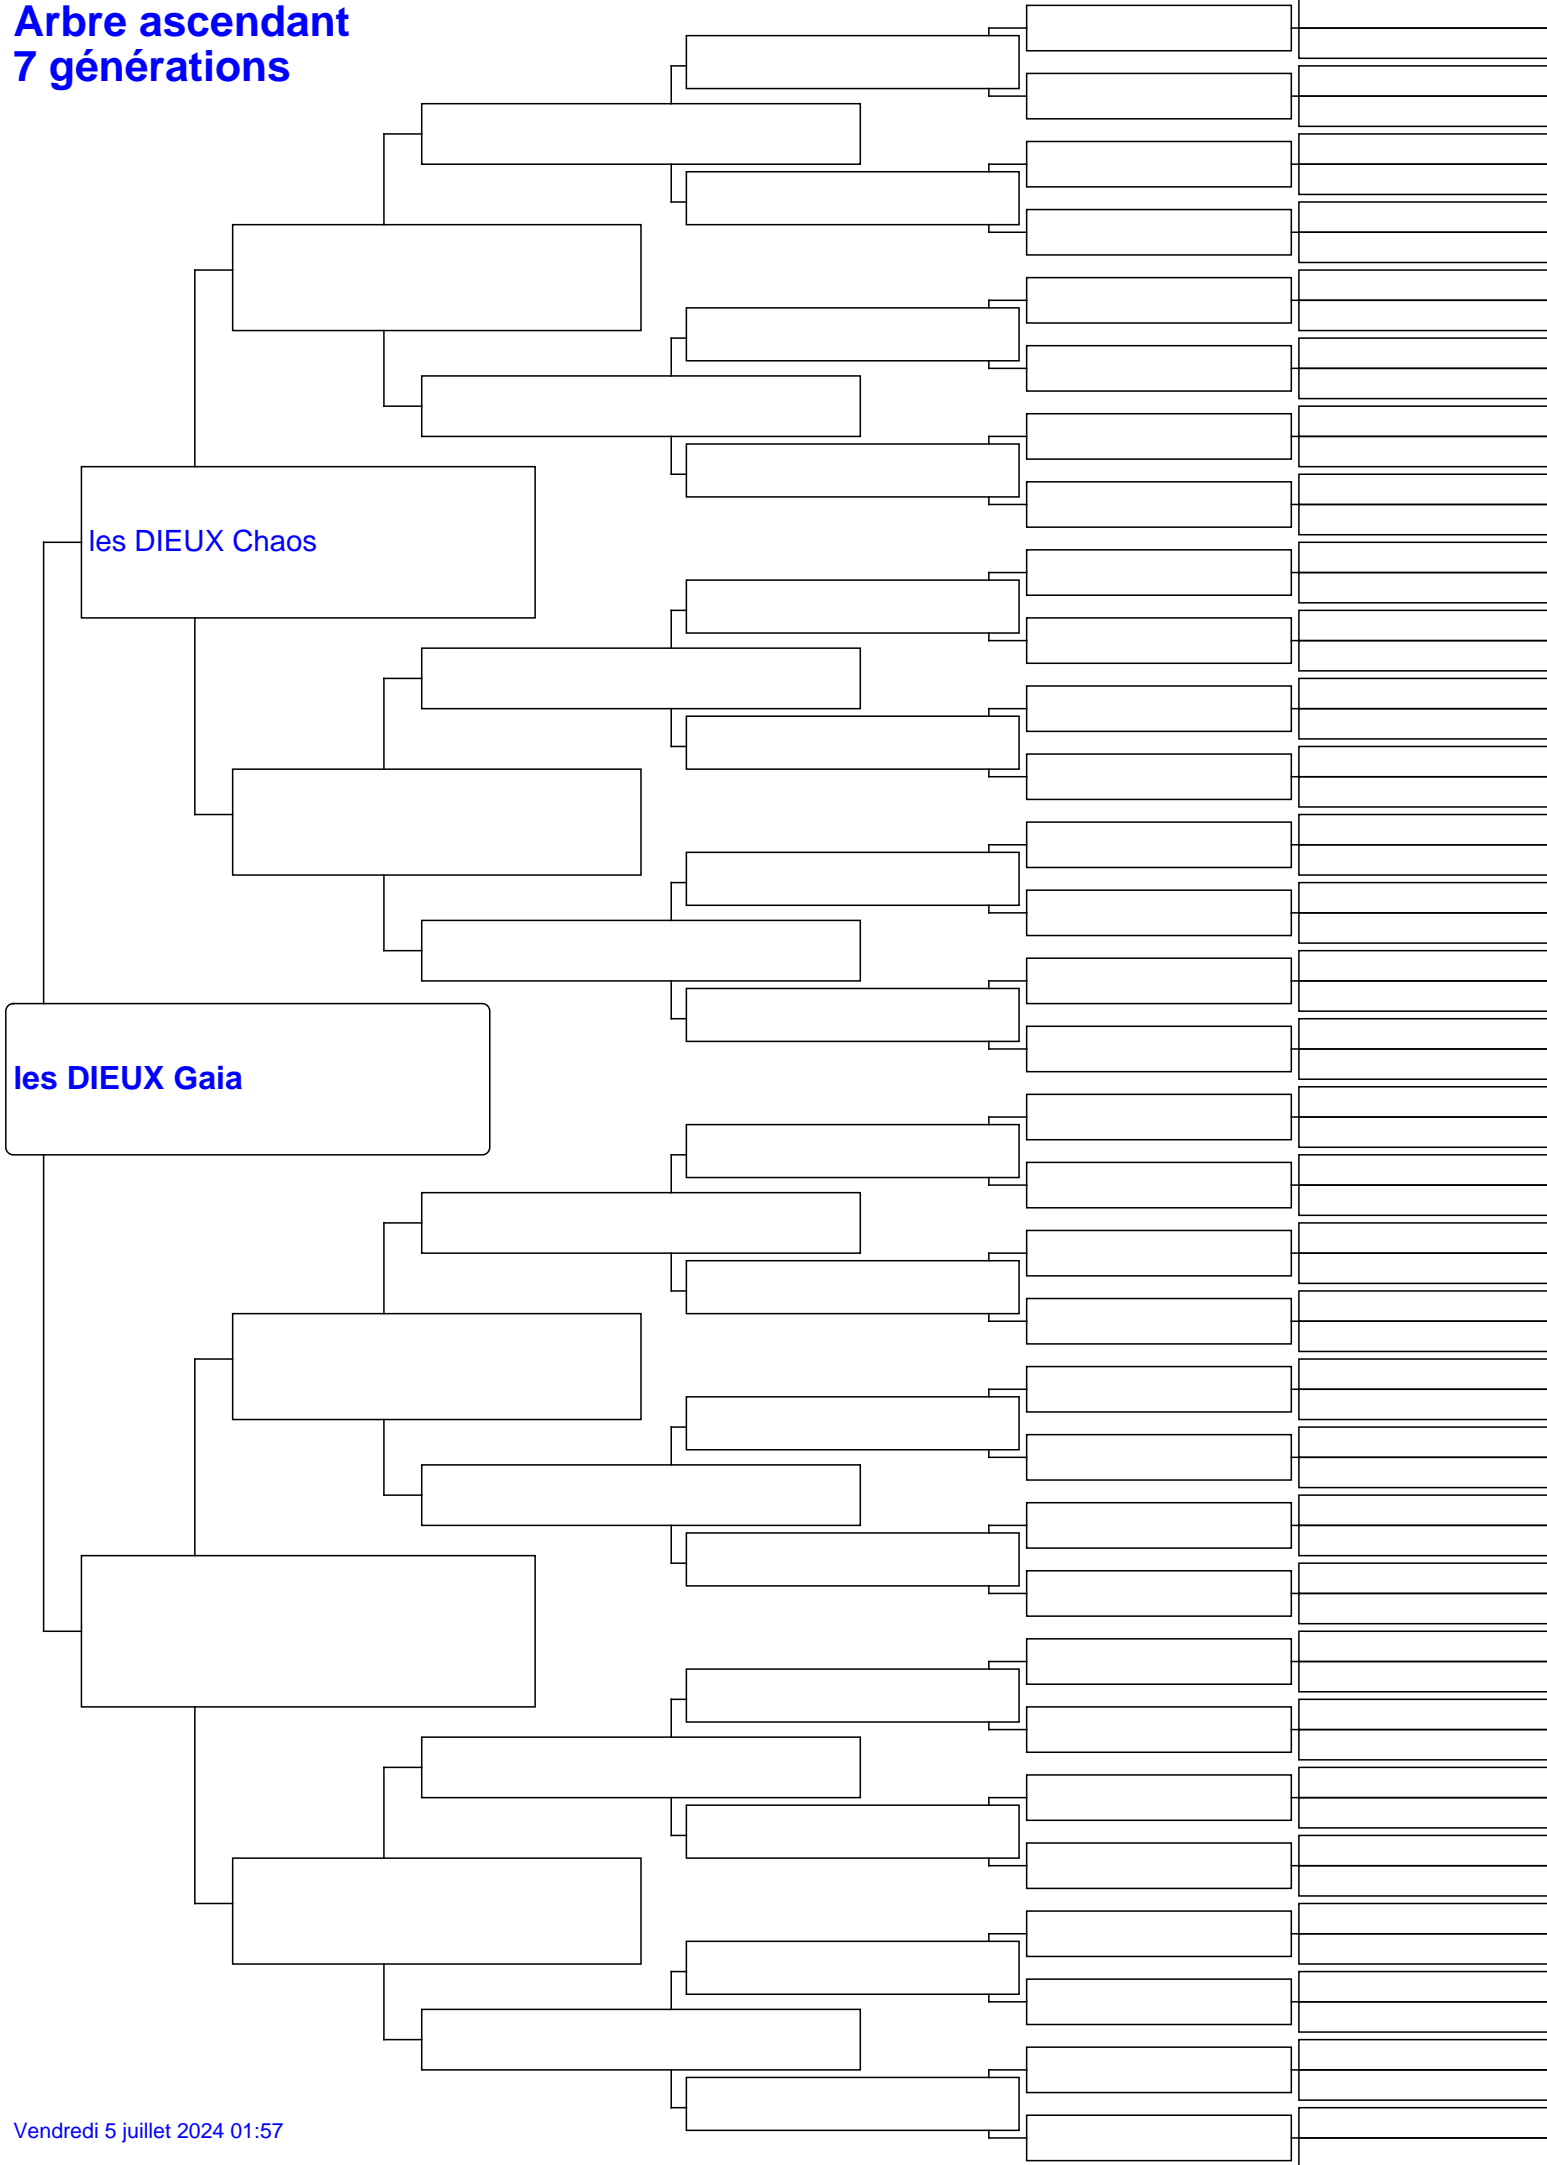 Arbre ascendant
7 générations
les DIEUX Chaos
les DIEUX Gaia
Vendredi 5 juillet 2024 01:57